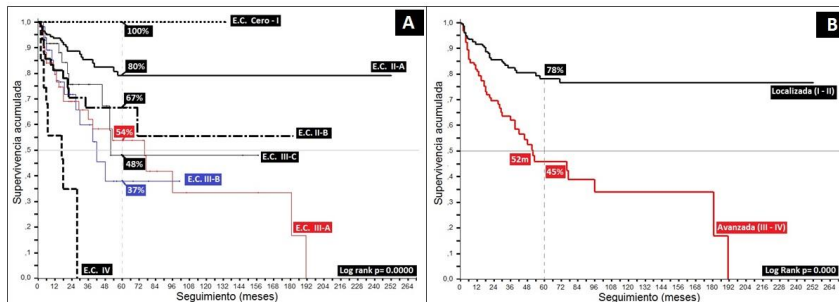 A
E.C. Cero - I
100%
80%
E.C. II-A
67%
E.C. II-B
54%
E.C. III-C
48%
E.C. III-B
37%
E.C. III-A
E.C. IV
Log rank p= 0.0000
Supervivencia acumulada
1,0
,9
,8
,7
,6
,5
,4
,3
,2
,1
0,0
0 12 24 36 48 60 72 84 96 108 120 132 144 156 168 180 192 204 216 228 240 252 264
Seguimiento (meses)
B
78%
Localizada (I - II)
52m
45%
Avanzada (III - IV)
Log Rank p= 0.000
Supervivencia acumulada
1,0
,9
,8
,7
,6
,5
,4
,3
,2
,1
0,0
0 12 24 36 48 60 72 84 96 108 120 132 144 156 168 180 192 204 216 228 240 252 264
Seguimiento (meses)